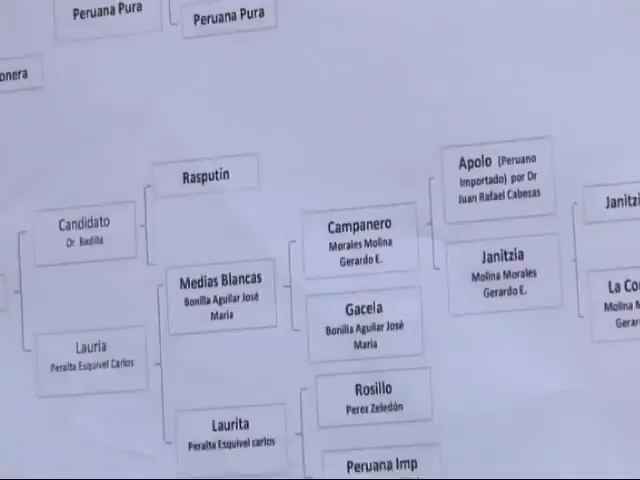 Peruana Pura
Peruana Pura
onera
Rasputin
Candidato
Dr. Badilla
Medias Blancas
Bonilla Aguilar José
Maria
Lauria
Peralta Esquivel Carlos
Laurita
Peralta Esquivel carlos
Campanero
Morales Molina
Gerardo E.
Gacela
Bonilla Aguilar José
Maria
Rosillo
Perez Zeledón
Peruana Imp
Apolo (Peruano
Importado) por Dr
Juan Rafael Cabezas
Janitzia
Molina Morales
Gerardo E.
Janitzi
La Co
Molina M
Gerar